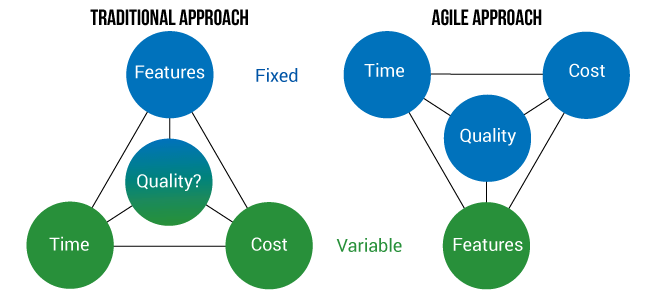 TRADITIONAL APPROACH
AGILE APPROACH
Features
Fixed
Time
Cost
Quality?
Quality
Time
Cost
Variable
Features